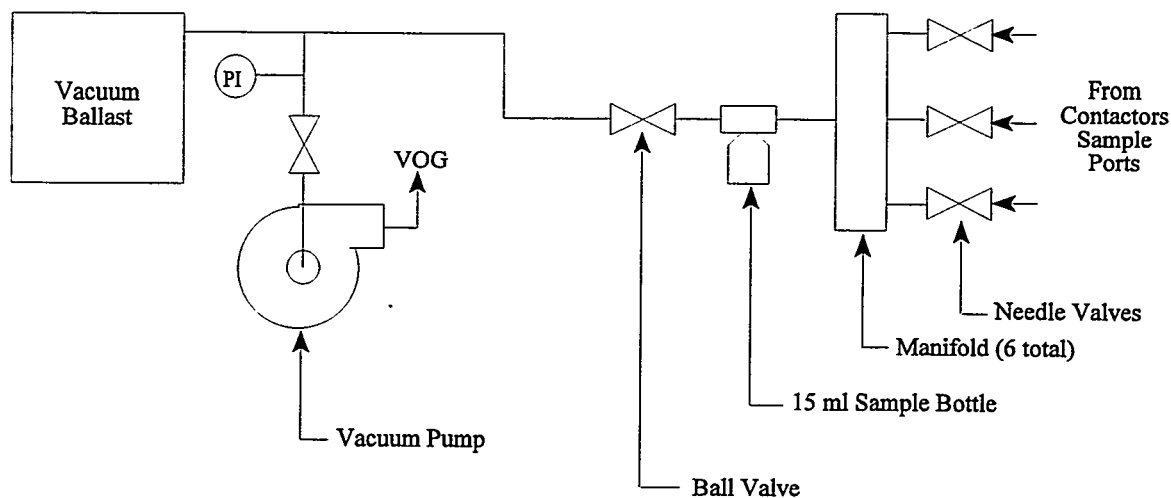 Vacuum
Ballast
PI
VOG
From
Contactors
Sample
Ports
Needle Valves
Manifold (6 total)
15 ml Sample Bottle
Vacuum Pump
Ball Valve